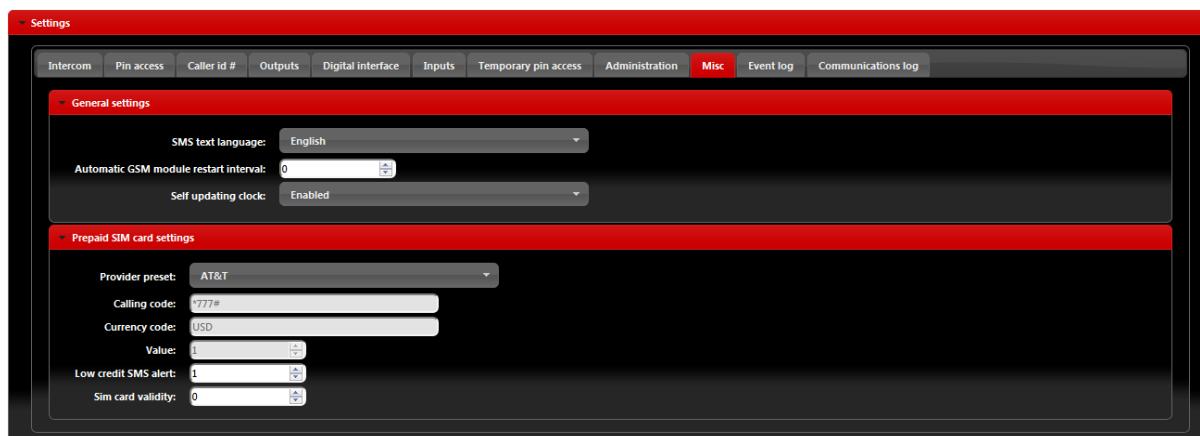 Settings
Intercom Pin access Caller id # Outputs Digital interface Inputs Temporary pin access Administration Misc Event log Communications log
General settings
SMS text language: English
Automatic GSM module restart interval: 0
Self updating clock: Enabled
Prepaid SIM card settings
Provider preset: AT&T
Calling code: *777#
Currency code: USD
Value: 1
Low credit SMS alert: 1
Sim card validity: 0